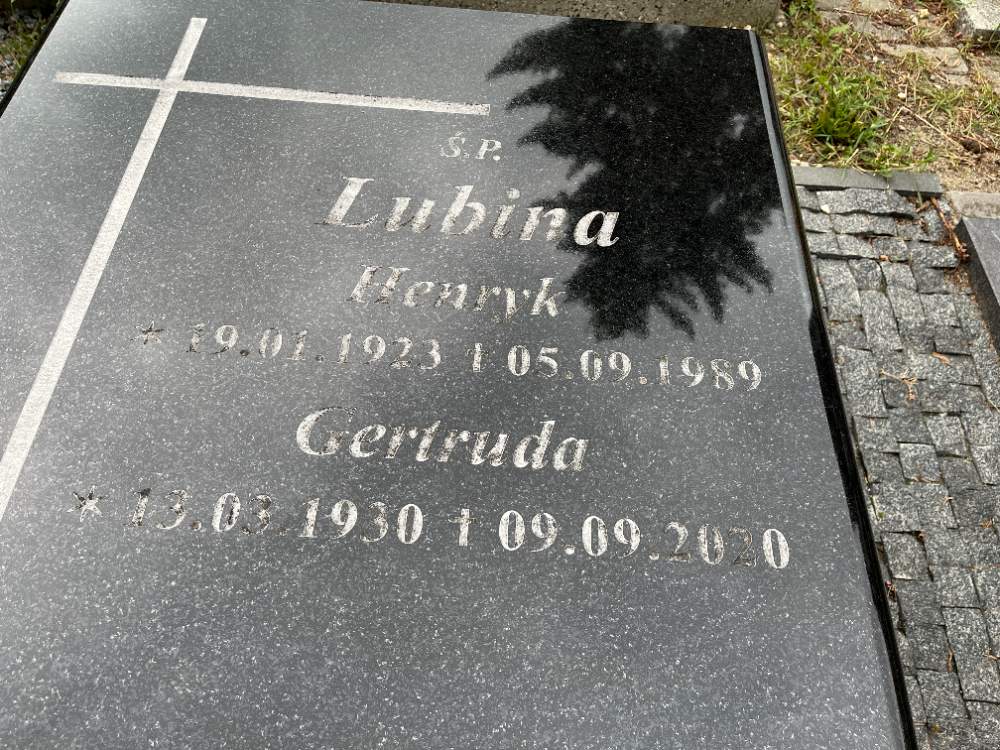 Ś.P.
Lubina
Henryk
* 19.01.1923 † 05.09.1989
Gertruda
* 13.03.1930 † 09.09.2020